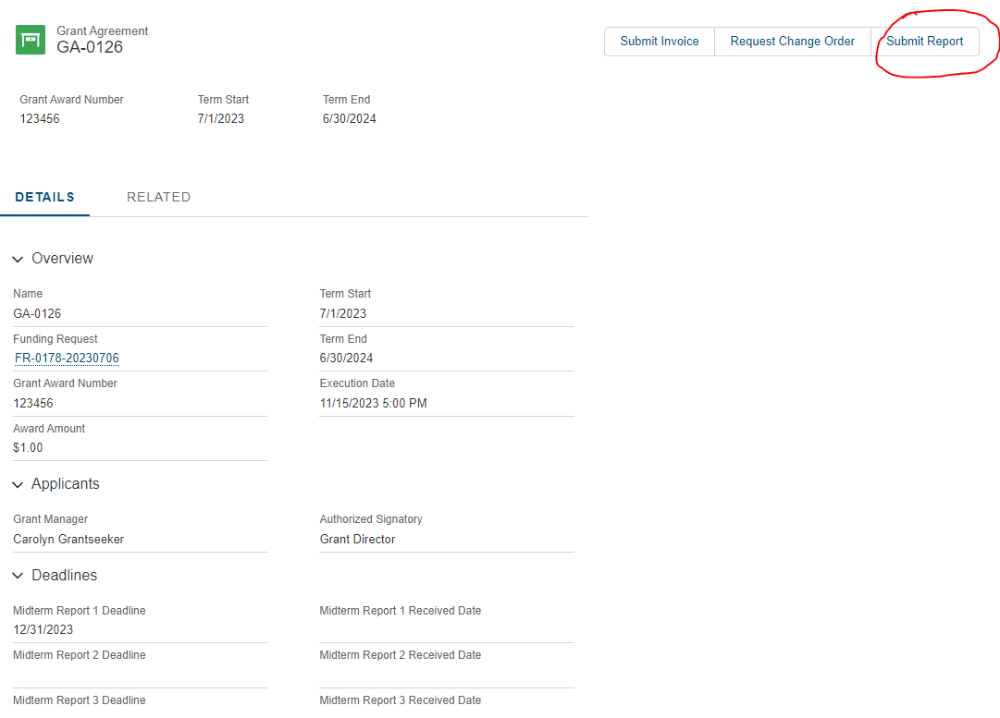 Grant Agreement
GA-0126
Submit Invoice Request Change Order Submit Report
Grant Award Number Term Start Term End
123456 7/1/2023 6/30/2024
DETAILS RELATED
Overview
Name Term Start
GA-0126 7/1/2023
Funding Request Term End
FR-0178-20230706 6/30/2024
Grant Award Number Execution Date
123456 11/15/2023 5:00 PM
Award Amount
$1.00
Applicants
Grant Manager Authorized Signatory
Carolyn Grantseeker Grant Director
Deadlines
Midterm Report 1 Deadline Midterm Report 1 Received Date
12/31/2023
Midterm Report 2 Deadline Midterm Report 2 Received Date
Midterm Report 3 Deadline Midterm Report 3 Received Date